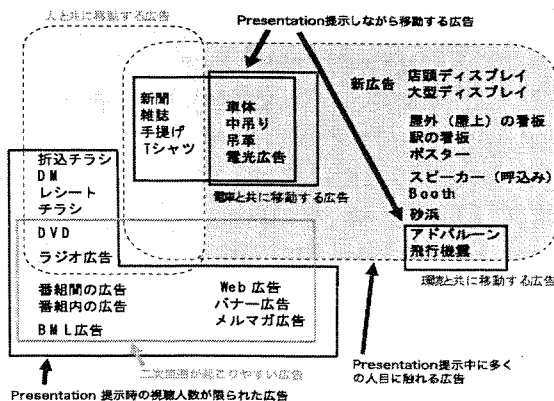 人と共に移動する広告
Presentation提示しながら移動する広告
新広告
店頭ディスプレイ
大型ディスプレイ
新聞
雑誌
手提げ
Tシャツ
車体
中吊り
吊革
電光広告
屋外（屋上）の看板
駅の看板
ポスター
折込チラシ
DM
レシート
チラシ
電車と共に移動する広告
スピーカー（呼込み）
Booth
砂浜
アドバルーン
飛行機雲
DVD
ラジオ広告
環境と共に移動する広告
番組間の広告
番組内の広告
BML広告
Web広告
バナー広告
メルマガ広告
二次流通が起こりやすい広告
Presentation提示中に多く
の人目に触れる広告
Presentation 提示時の視聴人数が限られた広告